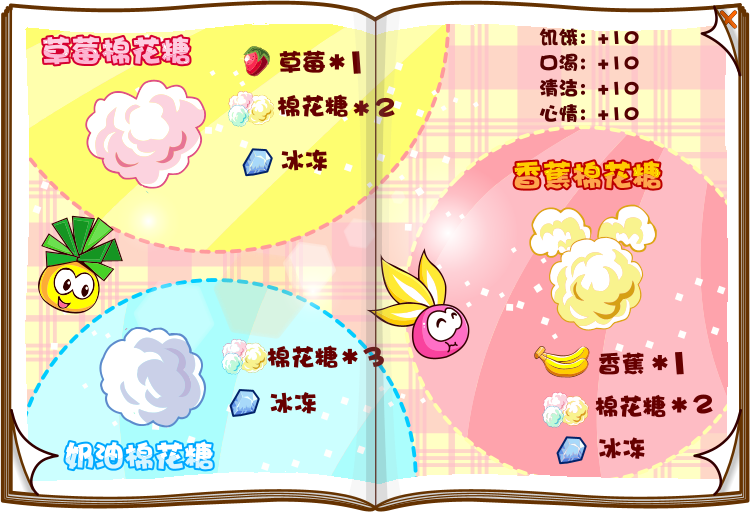 草莓棉花糖
草莓*1
棉花糖*2
冰冻
棉花糖*3
冰冻
奶油棉花糖
饥饿：+10
口渴：+10
清洁：+10
心情：+10
香蕉棉花糖
香蕉*1
棉花糖*2
冰冻